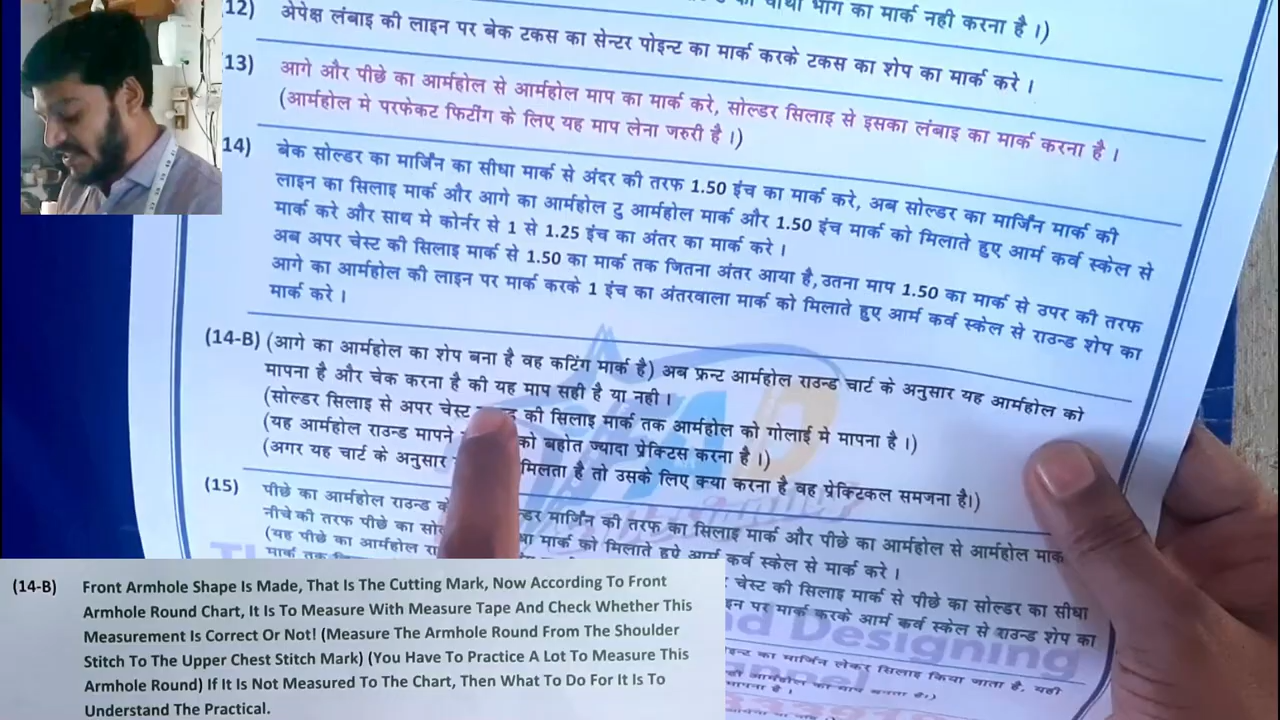 का मार्क नही करना है।)
12) अेपेक्ष लंबाइ की लाइन पर बेक टकस का सेन्टर पोइन्ट का मार्क करके टकस का शेप का मार्क करे ।
13) आगे और पीछे का आर्महोल से आर्महोल माप का मार्क करे, सोल्डर सिलाइ से इसका लंबाइ का मार्क करना है ।
(आर्महोल मे परफेकट फिटींग के लिए यह माप लेना जरुरी है ।)
14) बेक सोल्डर का मार्जिन का सीधा मार्क से अंदर की तरफ 1.50 इंच का मार्क करे, अब सोल्डर का मार्जिन मार्क की
लाइन का सिलाइ मार्क और आगे का आर्महोल टु आर्महोल मार्क और 1.50 इंच मार्क को मिलाते हुए आर्म कर्व स्केल से
मार्क करे और साथ मे कोर्नर से 1 से 1.25 इंच का अंतर का मार्क करे ।
अब अपर चेस्ट की सिलाइ मार्क से 1.50 का मार्क तक जितना अंतर आया है, उतना माप 1.50 का मार्क से उपर की तरफ
आगे का आर्महोल की लाइन पर मार्क करके 1 इंच का अंतरवाला मार्क को मिलाते हुए आर्म कर्व स्केल से राउन्ड शेप का
मार्क करे ।
(14-B) (आगे का आर्महोल का शेप बना है वह कटिंग मार्क है) अब फ्रन्ट आर्महोल राउन्ड चार्ट के अनुसार यह आर्महोल को
मापना है और चेक करना है की यह माप सही है या नही ।
(सोल्डर सिलाइ से अपर चेस्ट की सिलाइ मार्क तक आर्महोल को गोलाई मे मापना है ।)
(यह आर्महोल राउन्ड मापने को बहोत ज्यादा प्रेक्टिस करना है ।)
(अगर यह चार्ट के अनुसार मिलता है तो उसके लिए क्या करना है वह प्रेक्टिकल समजना है।)
(15) पीछे का आर्महोल राउन्ड मार्जिन की तरफ का सिलाइ मार्क और पीछे का आर्महोल से आर्महोल माप
नीचे की तरफ पीछे का मार्क को मिलाते हुऐ आर्म कर्व स्केल से मार्क करे ।
(यह पीछे का आर्महोल चेस्ट की सिलाइ मार्क से पीछे का सोल्डर का सीधा
मार्क तक पर मार्क करके आर्म कर्व स्केल से राउन्ड शेप का
का मार्जिन लेकर सिलाइ किया जाता है. यही
(14-B) Front Armhole Shape Is Made, That Is The Cutting Mark, Now According To Front
Armhole Round Chart, It Is To Measure With Measure Tape And Check Whether This
Measurement Is Correct Or Not! (Measure The Armhole Round From The Shoulder
Stitch To The Upper Chest Stitch Mark) (You Have To Practice A Lot To Measure This
Armhole Round) If It Is Not Measured To The Chart, Then What To Do For It Is To
Understand The Practical.